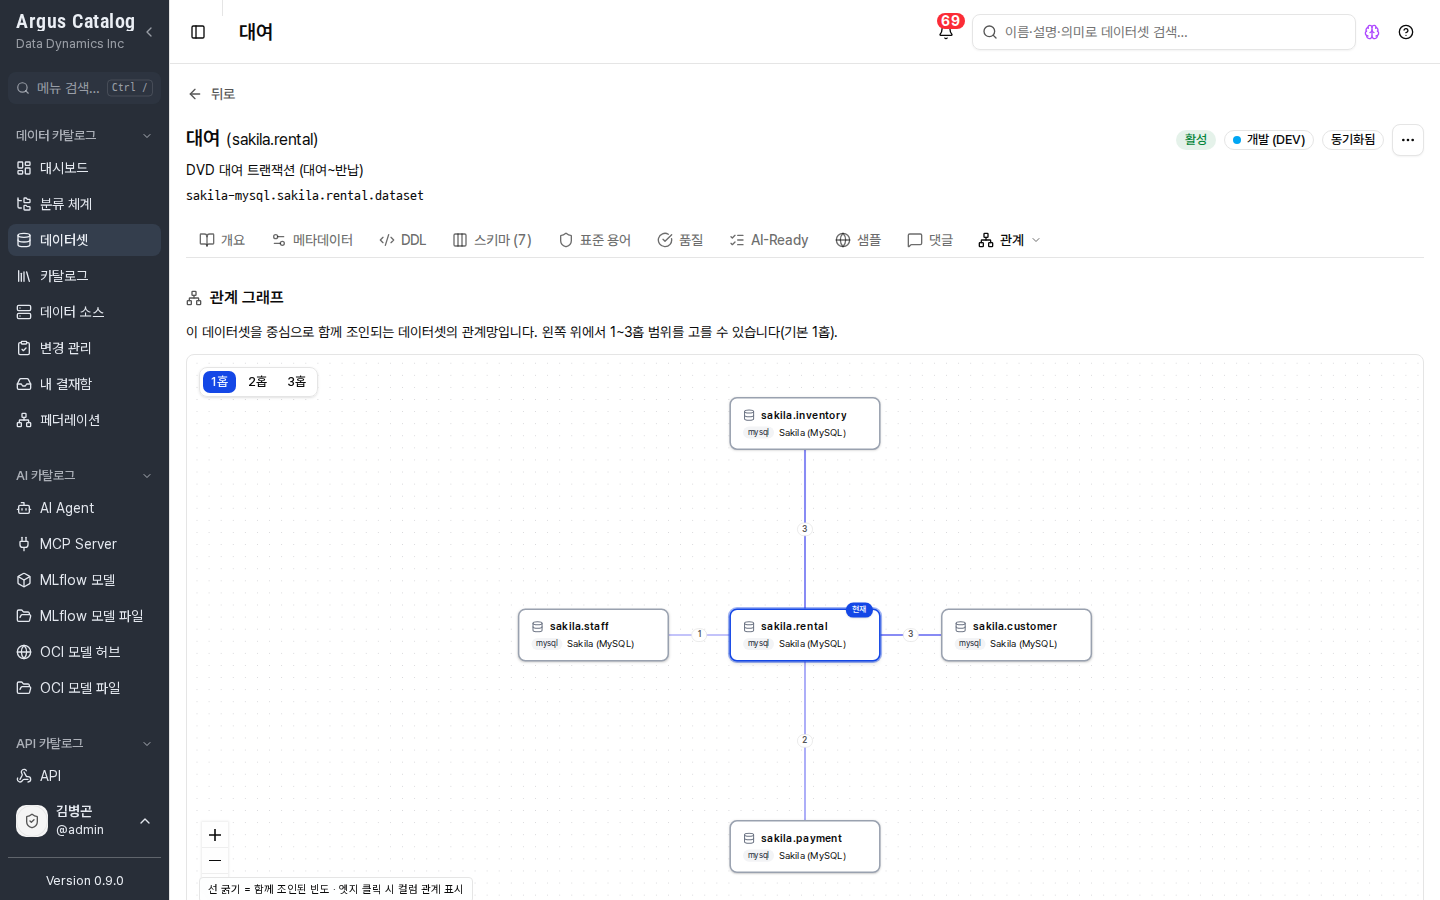 Argus Catalog
Data Dynamics Inc
메뉴 검색... Ctrl /
데이터 카탈로그
대시보드
분류 체계
데이터셋
카탈로그
데이터 소스
변경 관리
내 결재함
페더레이션
AI 카탈로그
AI Agent
MCP Server
MLflow 모델
MLflow 모델 파일
OCI 모델 허브
OCI 모델 파일
API 카탈로그
API
김병곤
@admin
Version 0.9.0
대여
69
이름·설명·의미로 데이터셋 검색...
뒤로
대여 (sakila.rental)
활성 개발 (DEV) 동기화됨
DVD 대여 트랜잭션 (대여~반납)
sakila-mysql.sakila.rental.dataset
개요 메타데이터 DDL 스키마 (7) 표준 용어 품질 AI-Ready 샘플 댓글 관계
관계 그래프
이 데이터셋을 중심으로 함께 조인되는 데이터셋의 관계망입니다. 왼쪽 위에서 1~3홉 범위를 고를 수 있습니다(기본 1홉).
1홉 2홉 3홉
sakila.inventory
mysql Sakila (MySQL)
3
현재
sakila.staff
mysql Sakila (MySQL)
1
sakila.rental
mysql Sakila (MySQL)
3
sakila.customer
mysql Sakila (MySQL)
2
sakila.payment
mysql Sakila (MySQL)
선 굵기 = 함께 조인된 빈도 · 엣지 클릭 시 컬럼 관계 표시